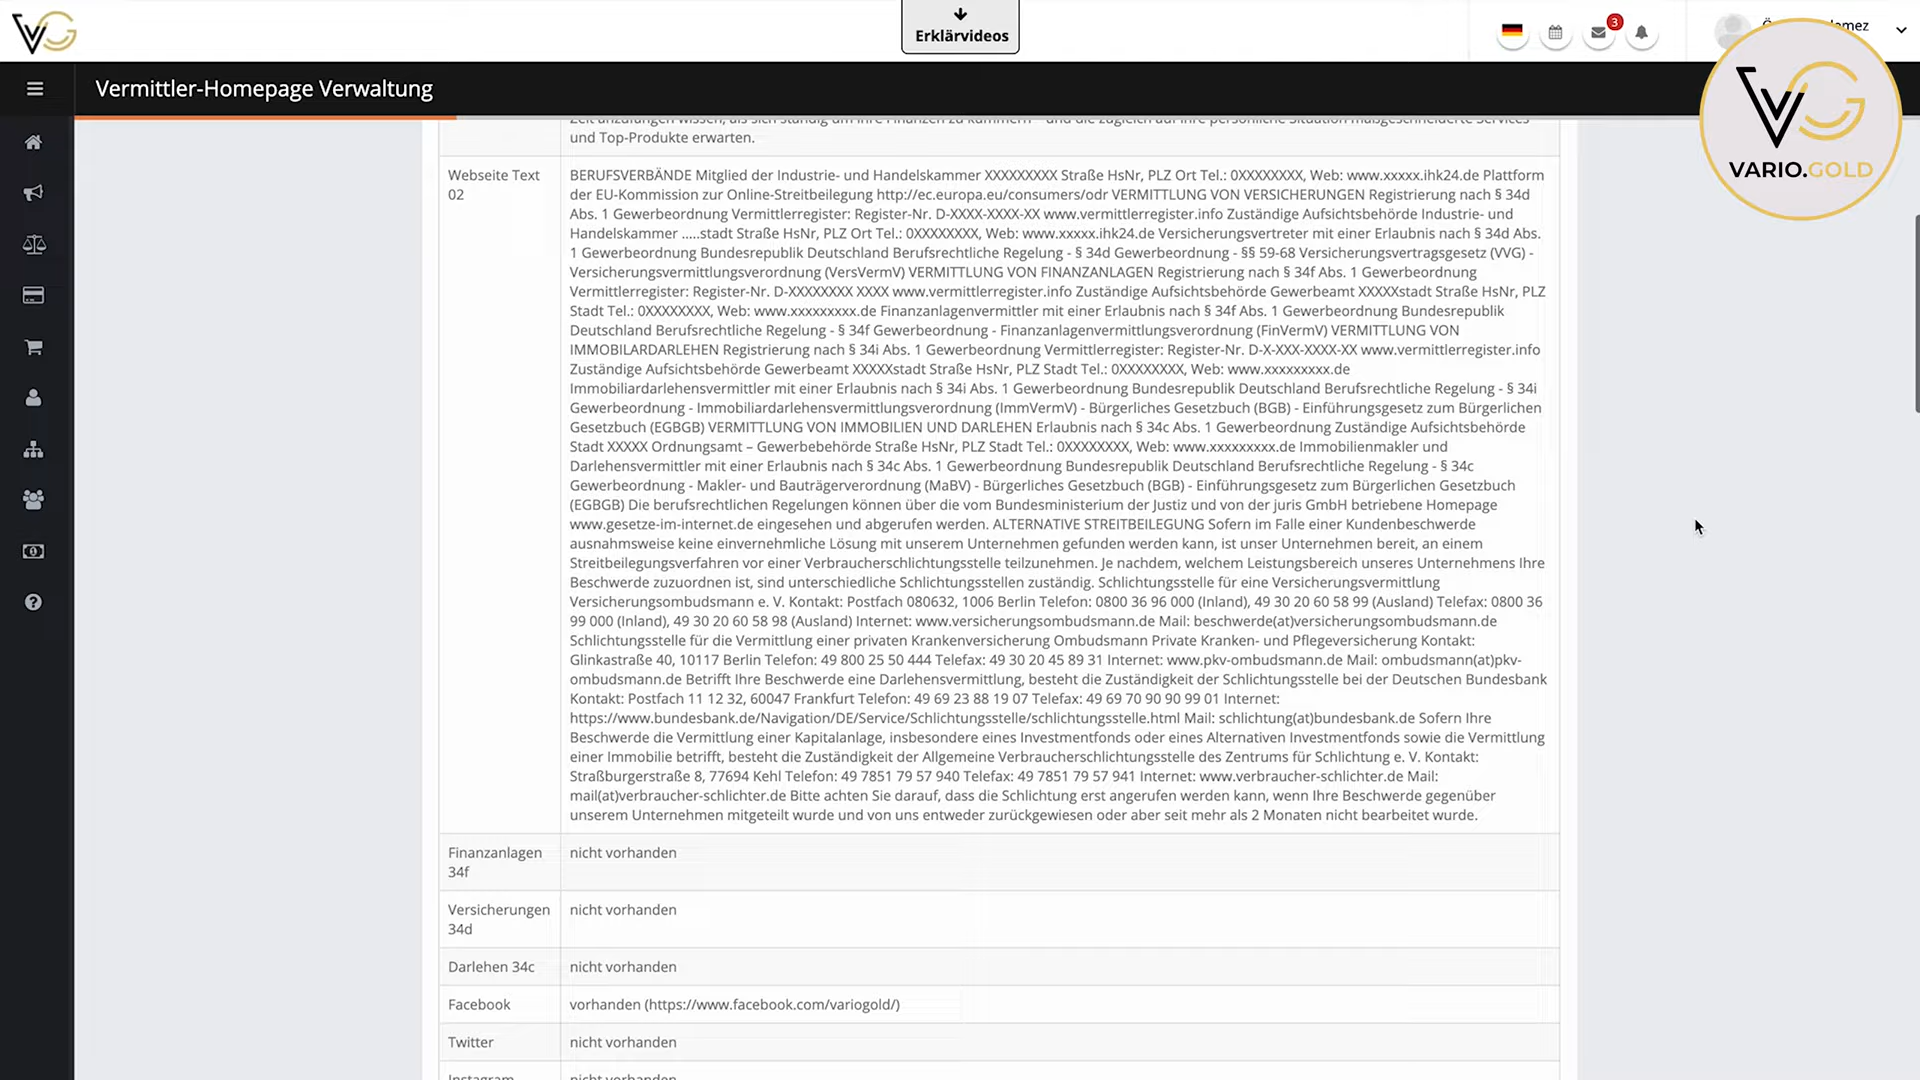 VG
Erklärvideos
3
Vermittler-Homepage Verwaltung
VG
VARIO.GOLD
und Top-Produkte erwarten.
Webseite Text
02
BERUFSVERBÄNDE Mitglied der Industrie- und Handelskammer XXXXXXXXX Straße HsNr, PLZ Ort Tel.: 0XXXXXXXX, Web: www.xxxxx.ihk24.de Plattform
der EU-Kommission zur Online-Streitbeilegung http://ec.europa.eu/consumers/odr VERMITTLUNG VON VERSICHERUNGEN Registrierung nach § 34d
Abs. 1 Gewerbeordnung Vermittlerregister: Register-Nr. D-XXXX-XXXX-XX www.vermittlerregister.info Zuständige Aufsichtsbehörde Industrie- und
Handelskammer .....stadt Straße HsNr, PLZ Ort Tel.: 0XXXXXXXX, Web: www.xxxxx.ihk24.de Versicherungsvertreter mit einer Erlaubnis nach § 34d Abs.
1 Gewerbeordnung Bundesrepublik Deutschland Berufsrechtliche Regelung - § 34d Gewerbeordnung - §§ 59-68 Versicherungsvertragsgesetz (VVG) -
Versicherungsvermittlungsverordnung (VersVermV) VERMITTLUNG VON FINANZANLAGEN Registrierung nach § 34f Abs. 1 Gewerbeordnung
Vermittlerregister: Register-Nr. D-XXXXXXXX XXXX www.vermittlerregister.info Zuständige Aufsichtsbehörde Gewerbeamt XXXXXstadt Straße HsNr, PLZ
Stadt Tel.: 0XXXXXXXX, Web: www.xxxxxxxxx.de Finanzanlagenvermittler mit einer Erlaubnis nach § 34f Abs. 1 Gewerbeordnung Bundesrepublik
Deutschland Berufsrechtliche Regelung - § 34f Gewerbeordnung - Finanzanlagenvermittlungsverordnung (FinVermV) VERMITTLUNG VON
IMMOBILARDARLEHEN Registrierung nach § 34i Abs. 1 Gewerbeordnung Vermittlerregister: Register-Nr. D-X-XXX-XXXX-XX www.vermittlerregister.info
Zuständige Aufsichtsbehörde Gewerbeamt XXXXXstadt Straße HsNr, PLZ Stadt Tel.: 0XXXXXXXX, Web: www.xxxxxxxxx.de
Immobiliardarlehensvermittler mit einer Erlaubnis nach § 34i Abs. 1 Gewerbeordnung Bundesrepublik Deutschland Berufsrechtliche Regelung - § 34i
Gewerbeordnung - Immobiliardarlehensvermittlungsverordnung (ImmVermV) - Bürgerliches Gesetzbuch (BGB) - Einführungsgesetz zum Bürgerlichen
Gesetzbuch (EGBGB) VERMITTLUNG VON IMMOBILIEN UND DARLEHEN Erlaubnis nach § 34c Abs. 1 Gewerbeordnung Zuständige Aufsichtsbehörde
Stadt XXXXX Ordnungsamt – Gewerbebehörde Straße HsNr, PLZ Stadt Tel.: 0XXXXXXXX, Web: www.xxxxxxxxx.de Immobilienmakler und
Darlehensvermittler mit einer Erlaubnis nach § 34c Abs. 1 Gewerbeordnung Bundesrepublik Deutschland Berufsrechtliche Regelung - § 34c
Gewerbeordnung - Makler- und Bauträgerverordnung (MaBV) - Bürgerliches Gesetzbuch (BGB) - Einführungsgesetz zum Bürgerlichen Gesetzbuch
(EGBGB) Die berufsrechtlichen Regelungen können über die vom Bundesministerium der Justiz und von der juris GmbH betriebene Homepage
www.gesetze-im-internet.de eingesehen und abgerufen werden. ALTERNATIVE STREITBEILEGUNG Sofern im Falle einer Kundenbeschwerde
ausnahmsweise keine einvernehmliche Lösung mit unserem Unternehmen gefunden werden kann, ist unser Unternehmen bereit, an einem
Streitbeilegungsverfahren vor einer Verbraucherschlichtungsstelle teilzunehmen. Je nachdem, welchem Leistungsbereich unseres Unternehmens Ihre
Beschwerde zuzuordnen ist, sind unterschiedliche Schlichtungsstellen zuständig. Schlichtungsstelle für eine Versicherungsvermittlung
Versicherungsombudsmann e. V. Kontakt: Postfach 080632, 1006 Berlin Telefon: 0800 36 96 000 (Inland), 49 30 20 60 58 99 (Ausland) Telefax: 0800 36
99 000 (Inland), 49 30 20 60 58 98 (Ausland) Internet: www.versicherungsombudsmann.de Mail: beschwerde(at)versicherungsombudsmann.de
Schlichtungsstelle für die Vermittlung einer privaten Krankenversicherung Ombudsmann Private Kranken- und Pflegeversicherung Kontakt:
Glinkastraße 40, 10117 Berlin Telefon: 49 800 25 50 444 Telefax: 49 30 20 45 89 31 Internet: www.pkv-ombudsmann.de Mail: ombudsmann(at)pkv-
ombudsmann.de Betrifft Ihre Beschwerde eine Darlehensvermittlung, besteht die Zuständigkeit der Schlichtungsstelle bei der Deutschen Bundesbank
Kontakt: Postfach 11 12 32, 60047 Frankfurt Telefon: 49 69 23 88 19 07 Telefax: 49 69 70 90 90 99 01 Internet:
https://www.bundesbank.de/Navigation/DE/Service/Schlichtungsstelle/schlichtungsstelle.html Mail: schlichtung(at)bundesbank.de Sofern Ihre
Beschwerde die Vermittlung einer Kapitalanlage, insbesondere eines Investmentfonds oder eines Alternativen Investmentfonds sowie die Vermittlung
einer Immobilie betrifft, besteht die Zuständigkeit der Allgemeine Verbraucherschlichtungsstelle des Zentrums für Schlichtung e. V. Kontakt:
Straßburgerstraße 8, 77694 Kehl Telefon: 49 7851 79 57 940 Telefax: 49 7851 79 57 941 Internet: www.verbraucher-schlichter.de Mail:
mail(at)verbraucher-schlichter.de Bitte achten Sie darauf, dass die Schlichtung erst angerufen werden kann, wenn Ihre Beschwerde gegenüber
unserem Unternehmen mitgeteilt wurde und von uns entweder zurückgewiesen oder aber seit mehr als 2 Monaten nicht bearbeitet wurde.
Finanzanlagen
34f
nicht vorhanden
Versicherungen
34d
nicht vorhanden
Darlehen 34c
nicht vorhanden
Facebook
vorhanden (https://www.facebook.com/variogold/)
Twitter
nicht vorhanden